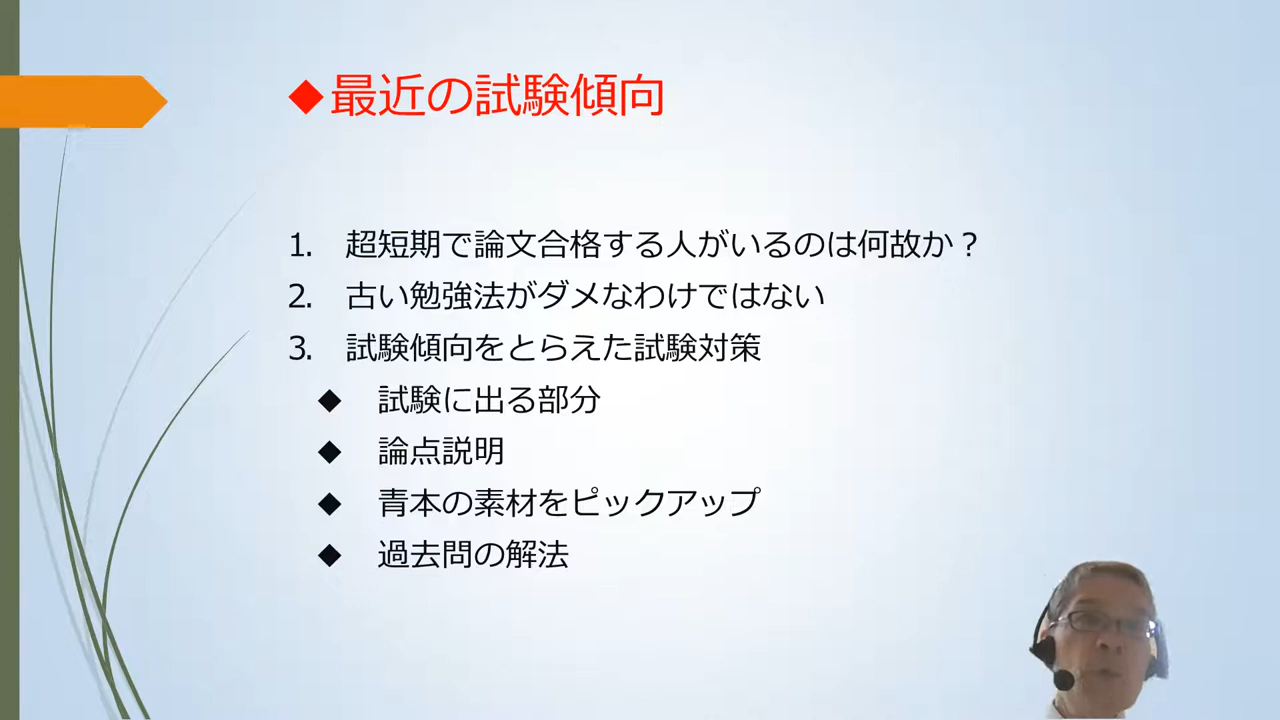 ◆最近の試験傾向
1. 超短期で論文合格する人がいるのは何故か？
2. 古い勉強法がダメなわけではない
3. 試験傾向をとらえた試験対策
◆ 試験に出る部分
◆ 論点説明
◆ 青本の素材をピックアップ
◆ 過去問の解法